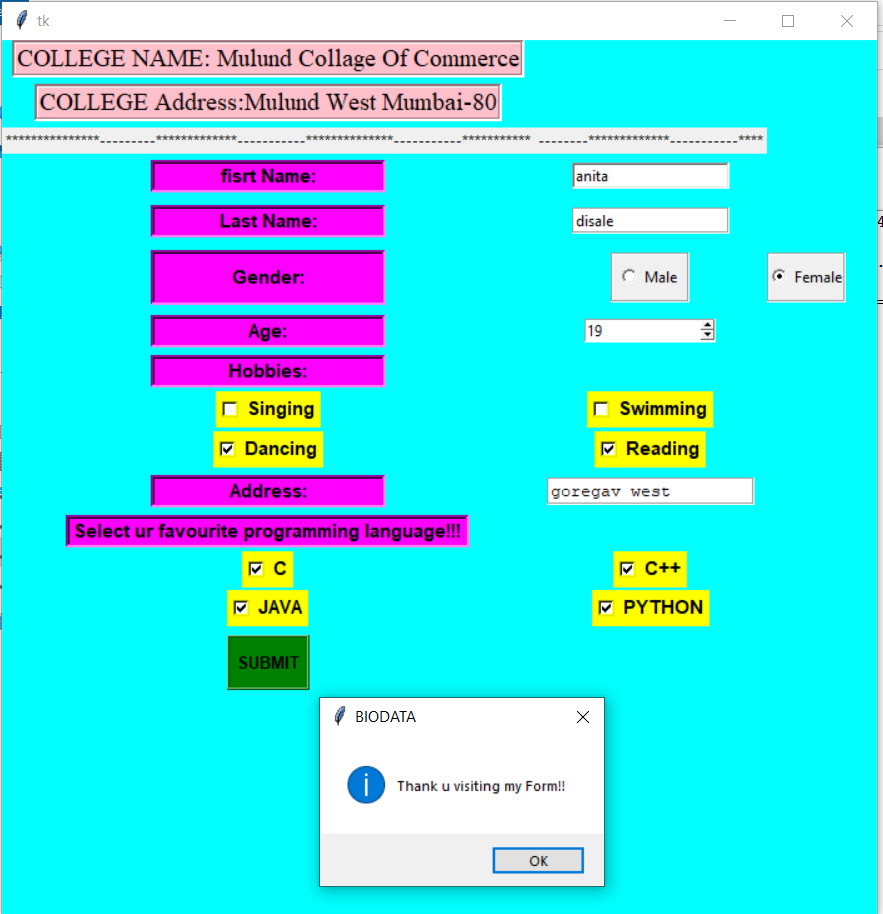 tk
COLLEGE NAME: Mulund Collage Of Commerce
COLLEGE Address:Mulund West Mumbai-80
***************---------*************-----------**************-----------*********** --------*************-----------****
fisrt Name: anita
Last Name: disale
Gender: Male Female
Age: 19
Hobbies:
Singing Swimming
Dancing Reading
Address: goregav west
Select ur favourite programming language!!!
C C++
JAVA PYTHON
SUBMIT
BIODATA
Thank u visiting my Form!!
OK